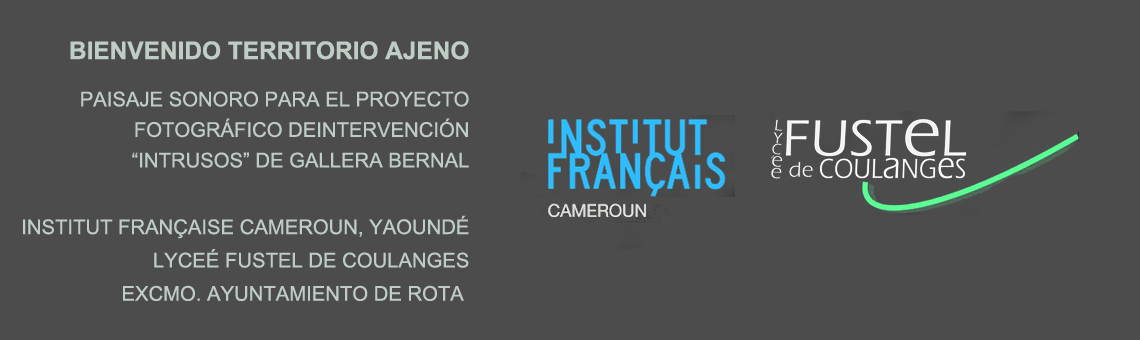 BIENVENIDO TERRITORIO AJENO
PAISAJE SONORO PARA EL PROYECTO
FOTOGRÁFICO DEINTERVENCIÓN
“INTRUSOS” DE GALLERA BERNAL
INSTITUT FRANÇAISE CAMEROUN, YAOUNDÉ
LYCEÉ FUSTEL DE COULANGES
EXCMO. AYUNTAMIENTO DE ROTA
INSTITUT
FRANÇAIS
CAMEROUN
Lycée
FUSTEL
de COULANGES